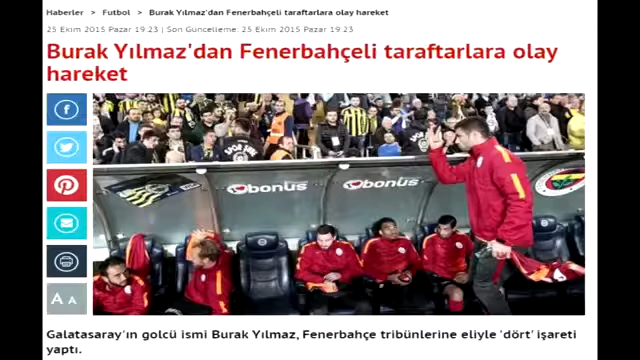 Haberler > Futbol > Burak Yılmaz'dan Fenerbahçeli taraftarlara olay hareket
25 Ekim 2015 Pazar 19:23 | Son Güncelleme: 25 Ekim 2015 Pazar 19:23
Burak Yılmaz'dan Fenerbahçeli taraftarlara olay
hareket
bonus bonus
A A
Galatasaray'ın golcü ismi Burak Yılmaz, Fenerbahçe tribünlerine eliyle 'dört' işareti
yaptı.